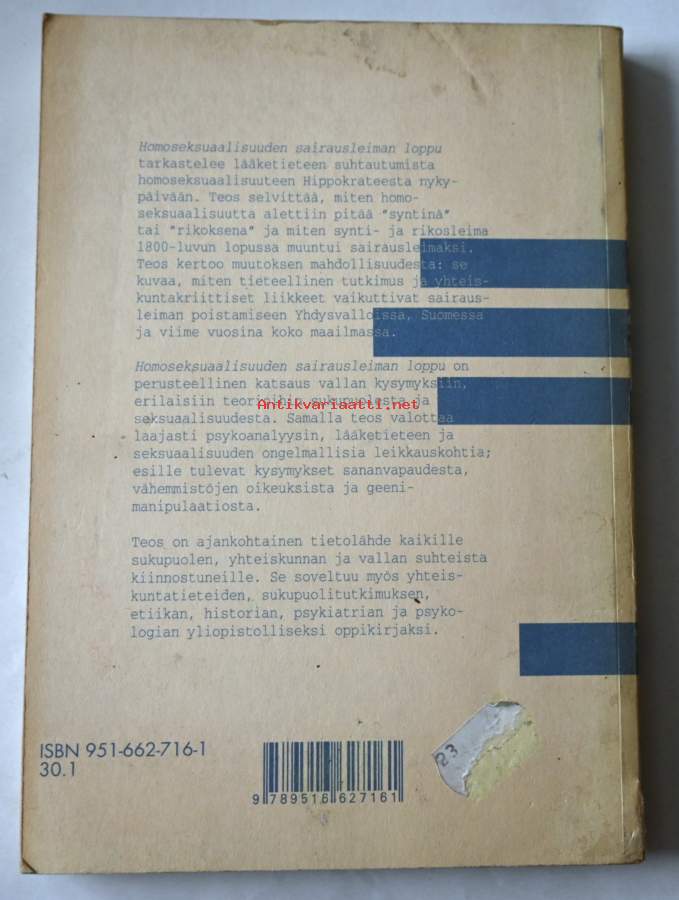 Homoseksuaalisuuden sairausleiman loppu
tarkastelee lääketieteen suhtautumista
homoseksuaalisuuteen Hippokrateesta nyky-
päivään. Teos selvittää, miten homo-
seksuaalisuutta alettiin pitää "syntinä"
tai "rikoksena" ja miten synti- ja rikosleima
1800-luvun lopussa muuntui sairausleimaksi.
Teos kertoo muutoksen mahdollisuudesta: se
kuvaa, miten tieteellinen tutkimus ja yhteis-
kuntakriittiset liikkeet vaikuttivat sairaus-
leiman poistamiseen Yhdysvalloissa, Suomessa
ja viime vuosina koko maailmassa.
Homoseksuaalisuuden sairausleiman loppu on
perusteellinen katsaus vallan kysymyksiin,
erilaisiin teorioihin sukupuolesta ja
Antikvariaatti.net
seksuaalisuudesta. Samalla teos valottaa
laajasti psykoanalyysin, lääketieteen ja
seksuaalisuuden ongelmallisia leikkauskohtia;
esille tulevat kysymykset sananvapaudesta,
vähemmistöjen oikeuksista ja geeni-
manipulaatiosta.
Teos on ajankohtainen tietolähde kaikille
sukupuolen, yhteiskunnan ja vallan suhteista
kiinnostuneille. Se soveltuu myös yhteis-
kuntatieteiden, sukupuolitutkimuksen,
etiikan, historian, psykiatrian ja psyko-
logian yliopistolliseksi oppikirjaksi.
ISBN 951-662-716-1
30.1
9 789516 627161
23